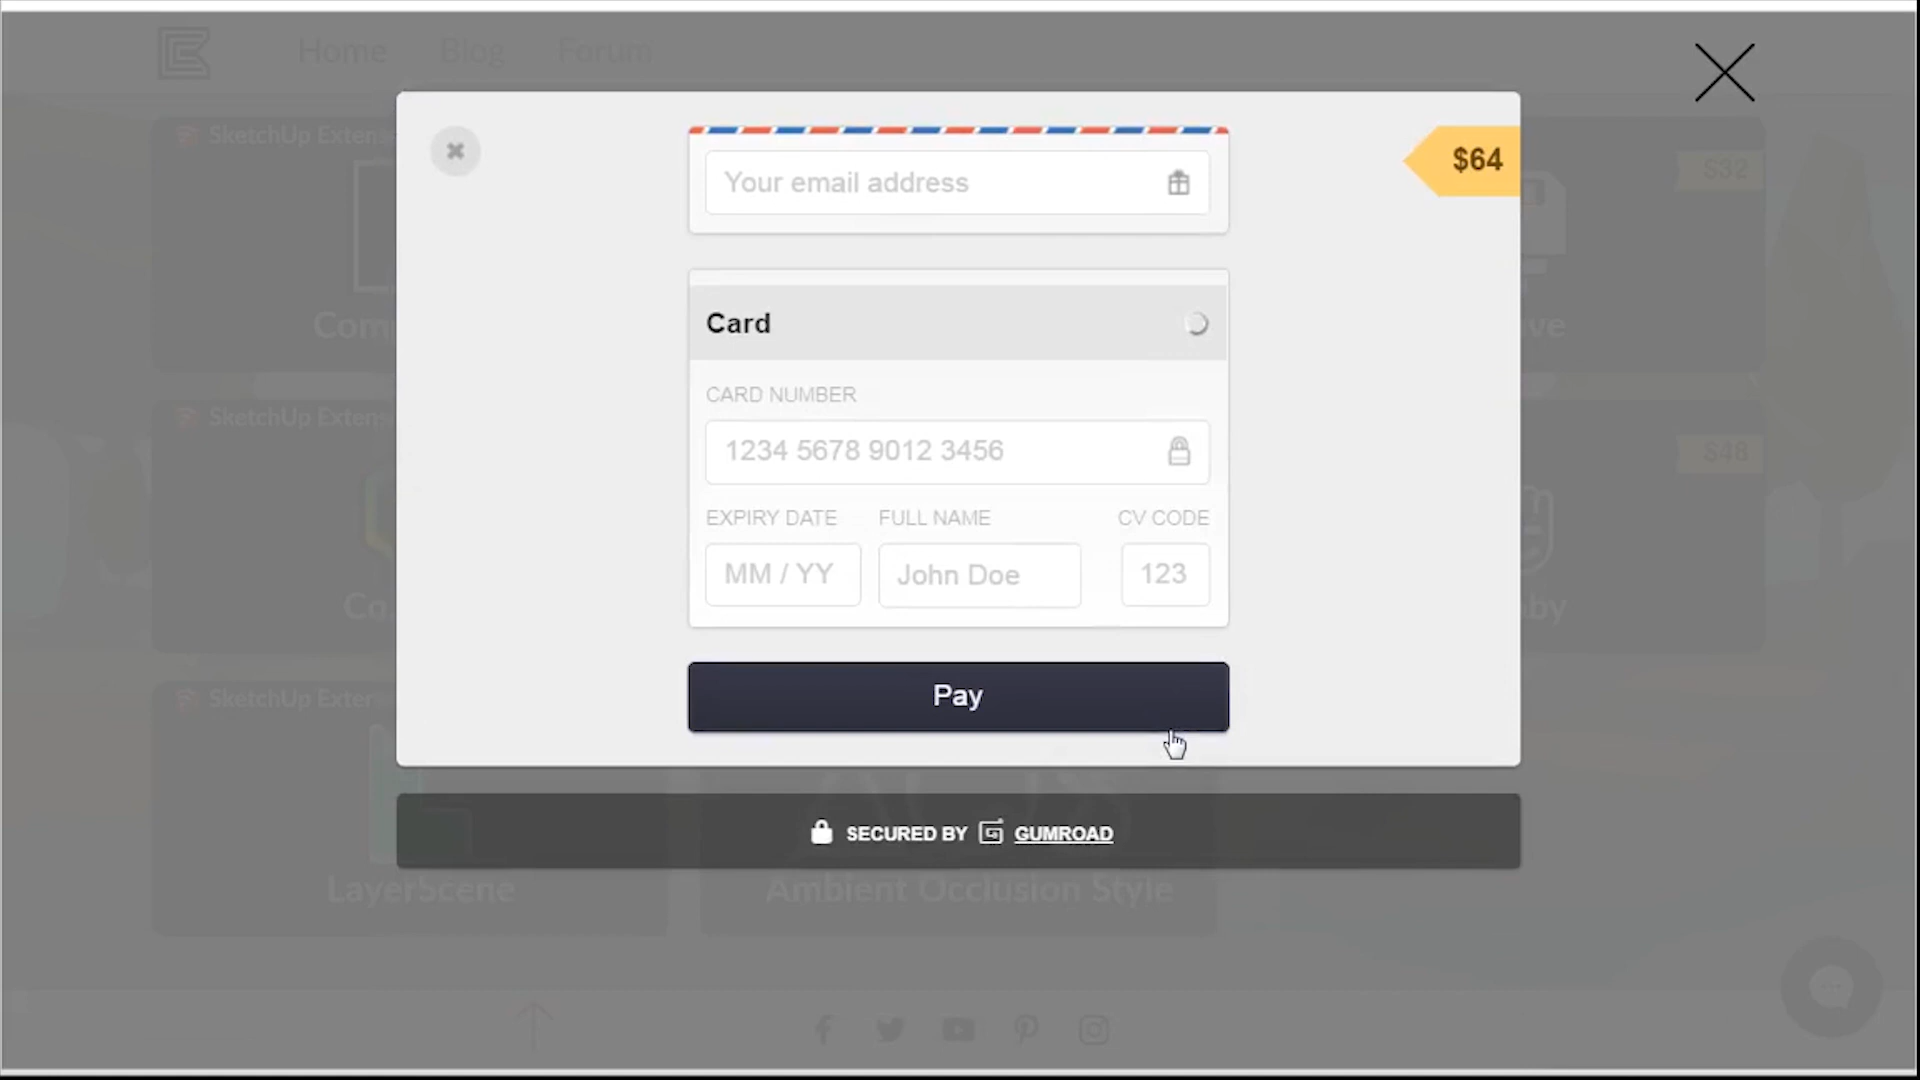 Home Blog Forum
SketchUp Extens
$64
Your email address
$32
Card
Com
ve
CARD NUMBER
SketchUp Extens
1234 5678 9012 3456
$48
EXPIRY DATE FULL NAME CV CODE
MM / YY John Doe 123
Co.
by
Pay
SketchUp Exten
SECURED BY GUMROAD
LayerScene
Ambient Occlusion Style